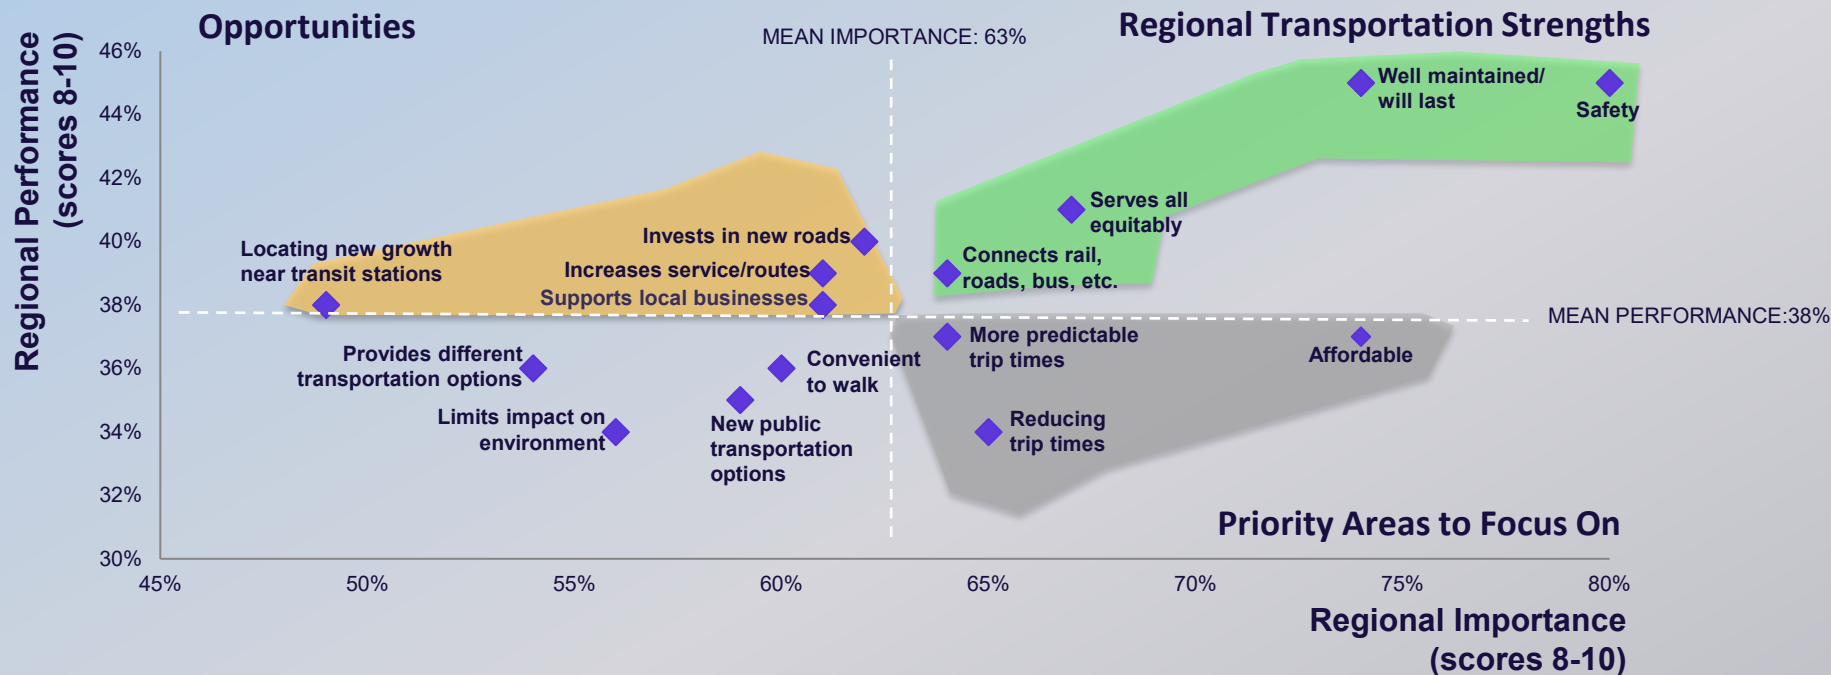 Opportunities
Regional Transportation Strengths
MEAN IMPORTANCE: 63%
Regional Performance
(scores 8-10)
46%
44%
42%
40%
38%
36%
34%
32%
30%
Well maintained/
will last
Safety
Serves all
equitably
Invests in new roads
Locating new growth
near transit stations
Increases service/routes
Supports local businesses
Connects rail,
roads, bus, etc.
MEAN PERFORMANCE:38%
More predictable
trip times
Affordable
Provides different
transportation options
Convenient
to walk
Limits impact on
environment
New public
transportation
options
Reducing
trip times
Priority Areas to Focus On
45%
50%
55%
60%
65%
70%
75%
80%
Regional Importance
(scores 8-10)